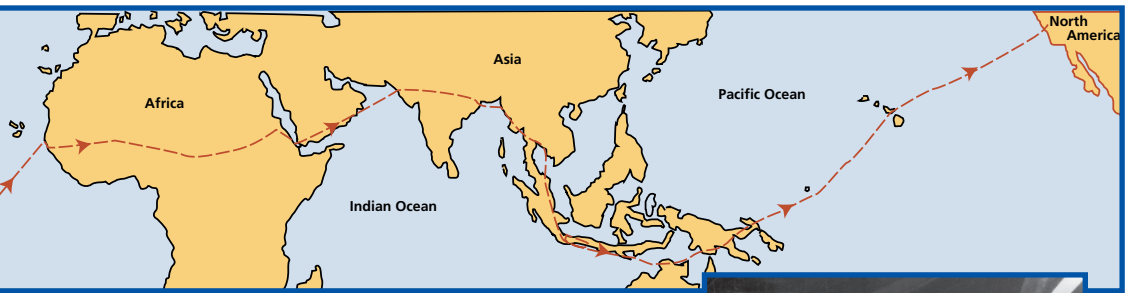 North
America
Asia
Africa
Pacific Ocean
Indian Ocean